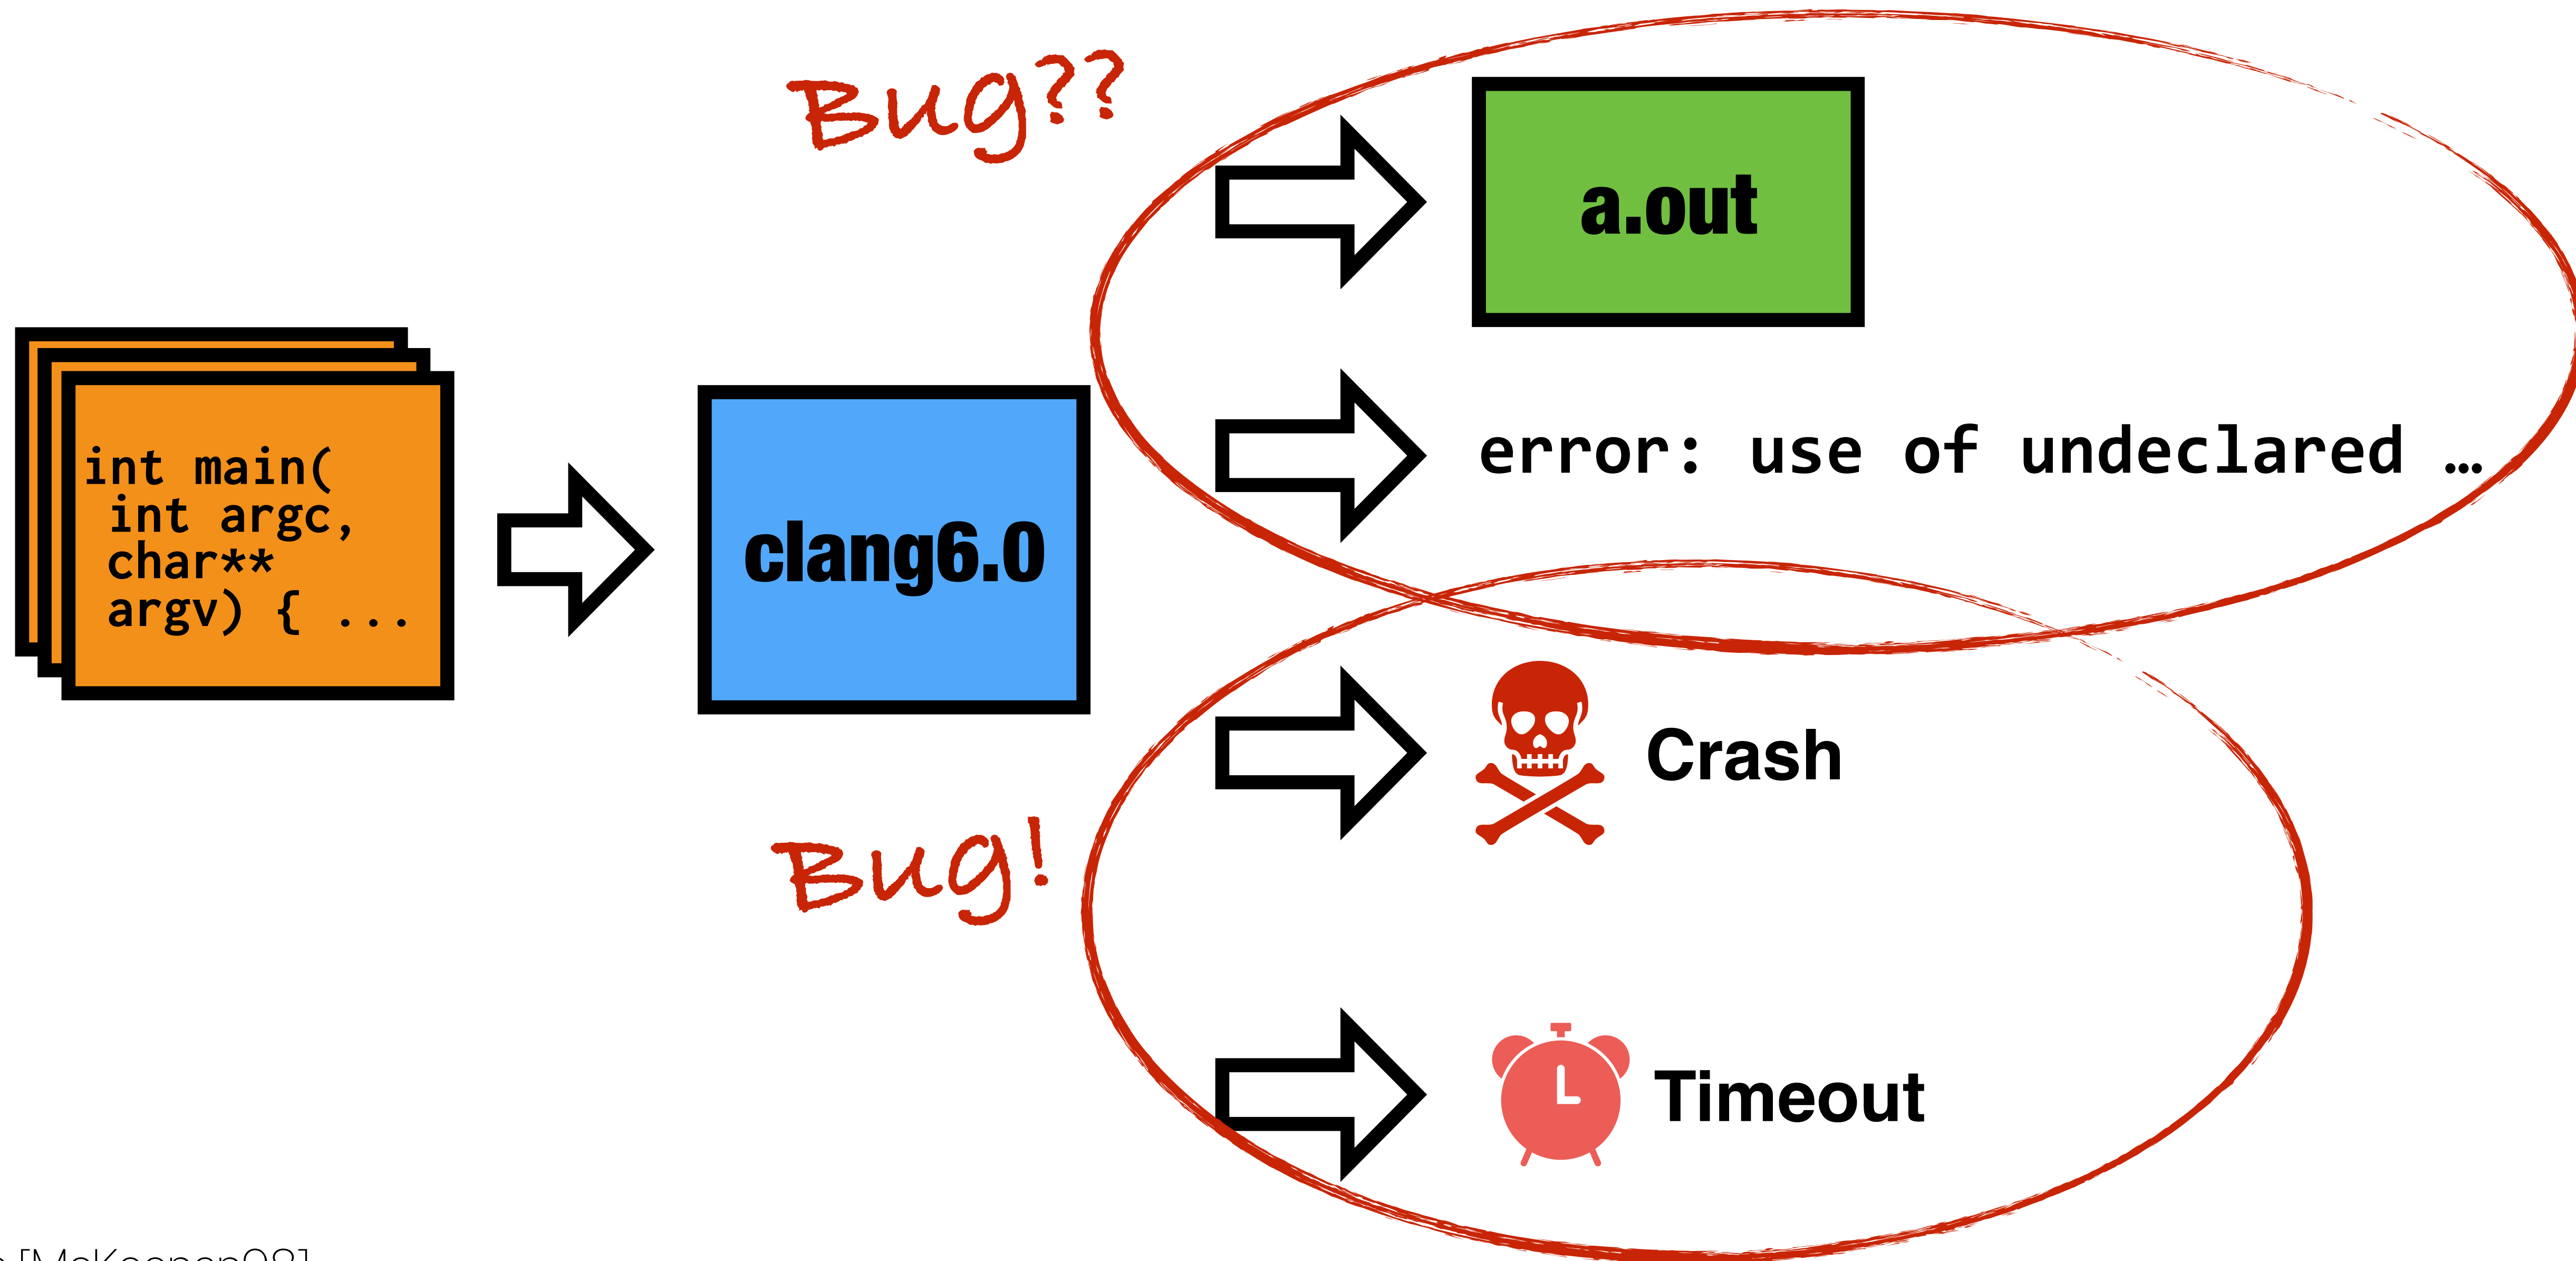 Bug??
a.out
int main(
int argc,
char**
argv) { ...
clang6.0
error: use of undeclared …
Crash
Bug!
Timeout